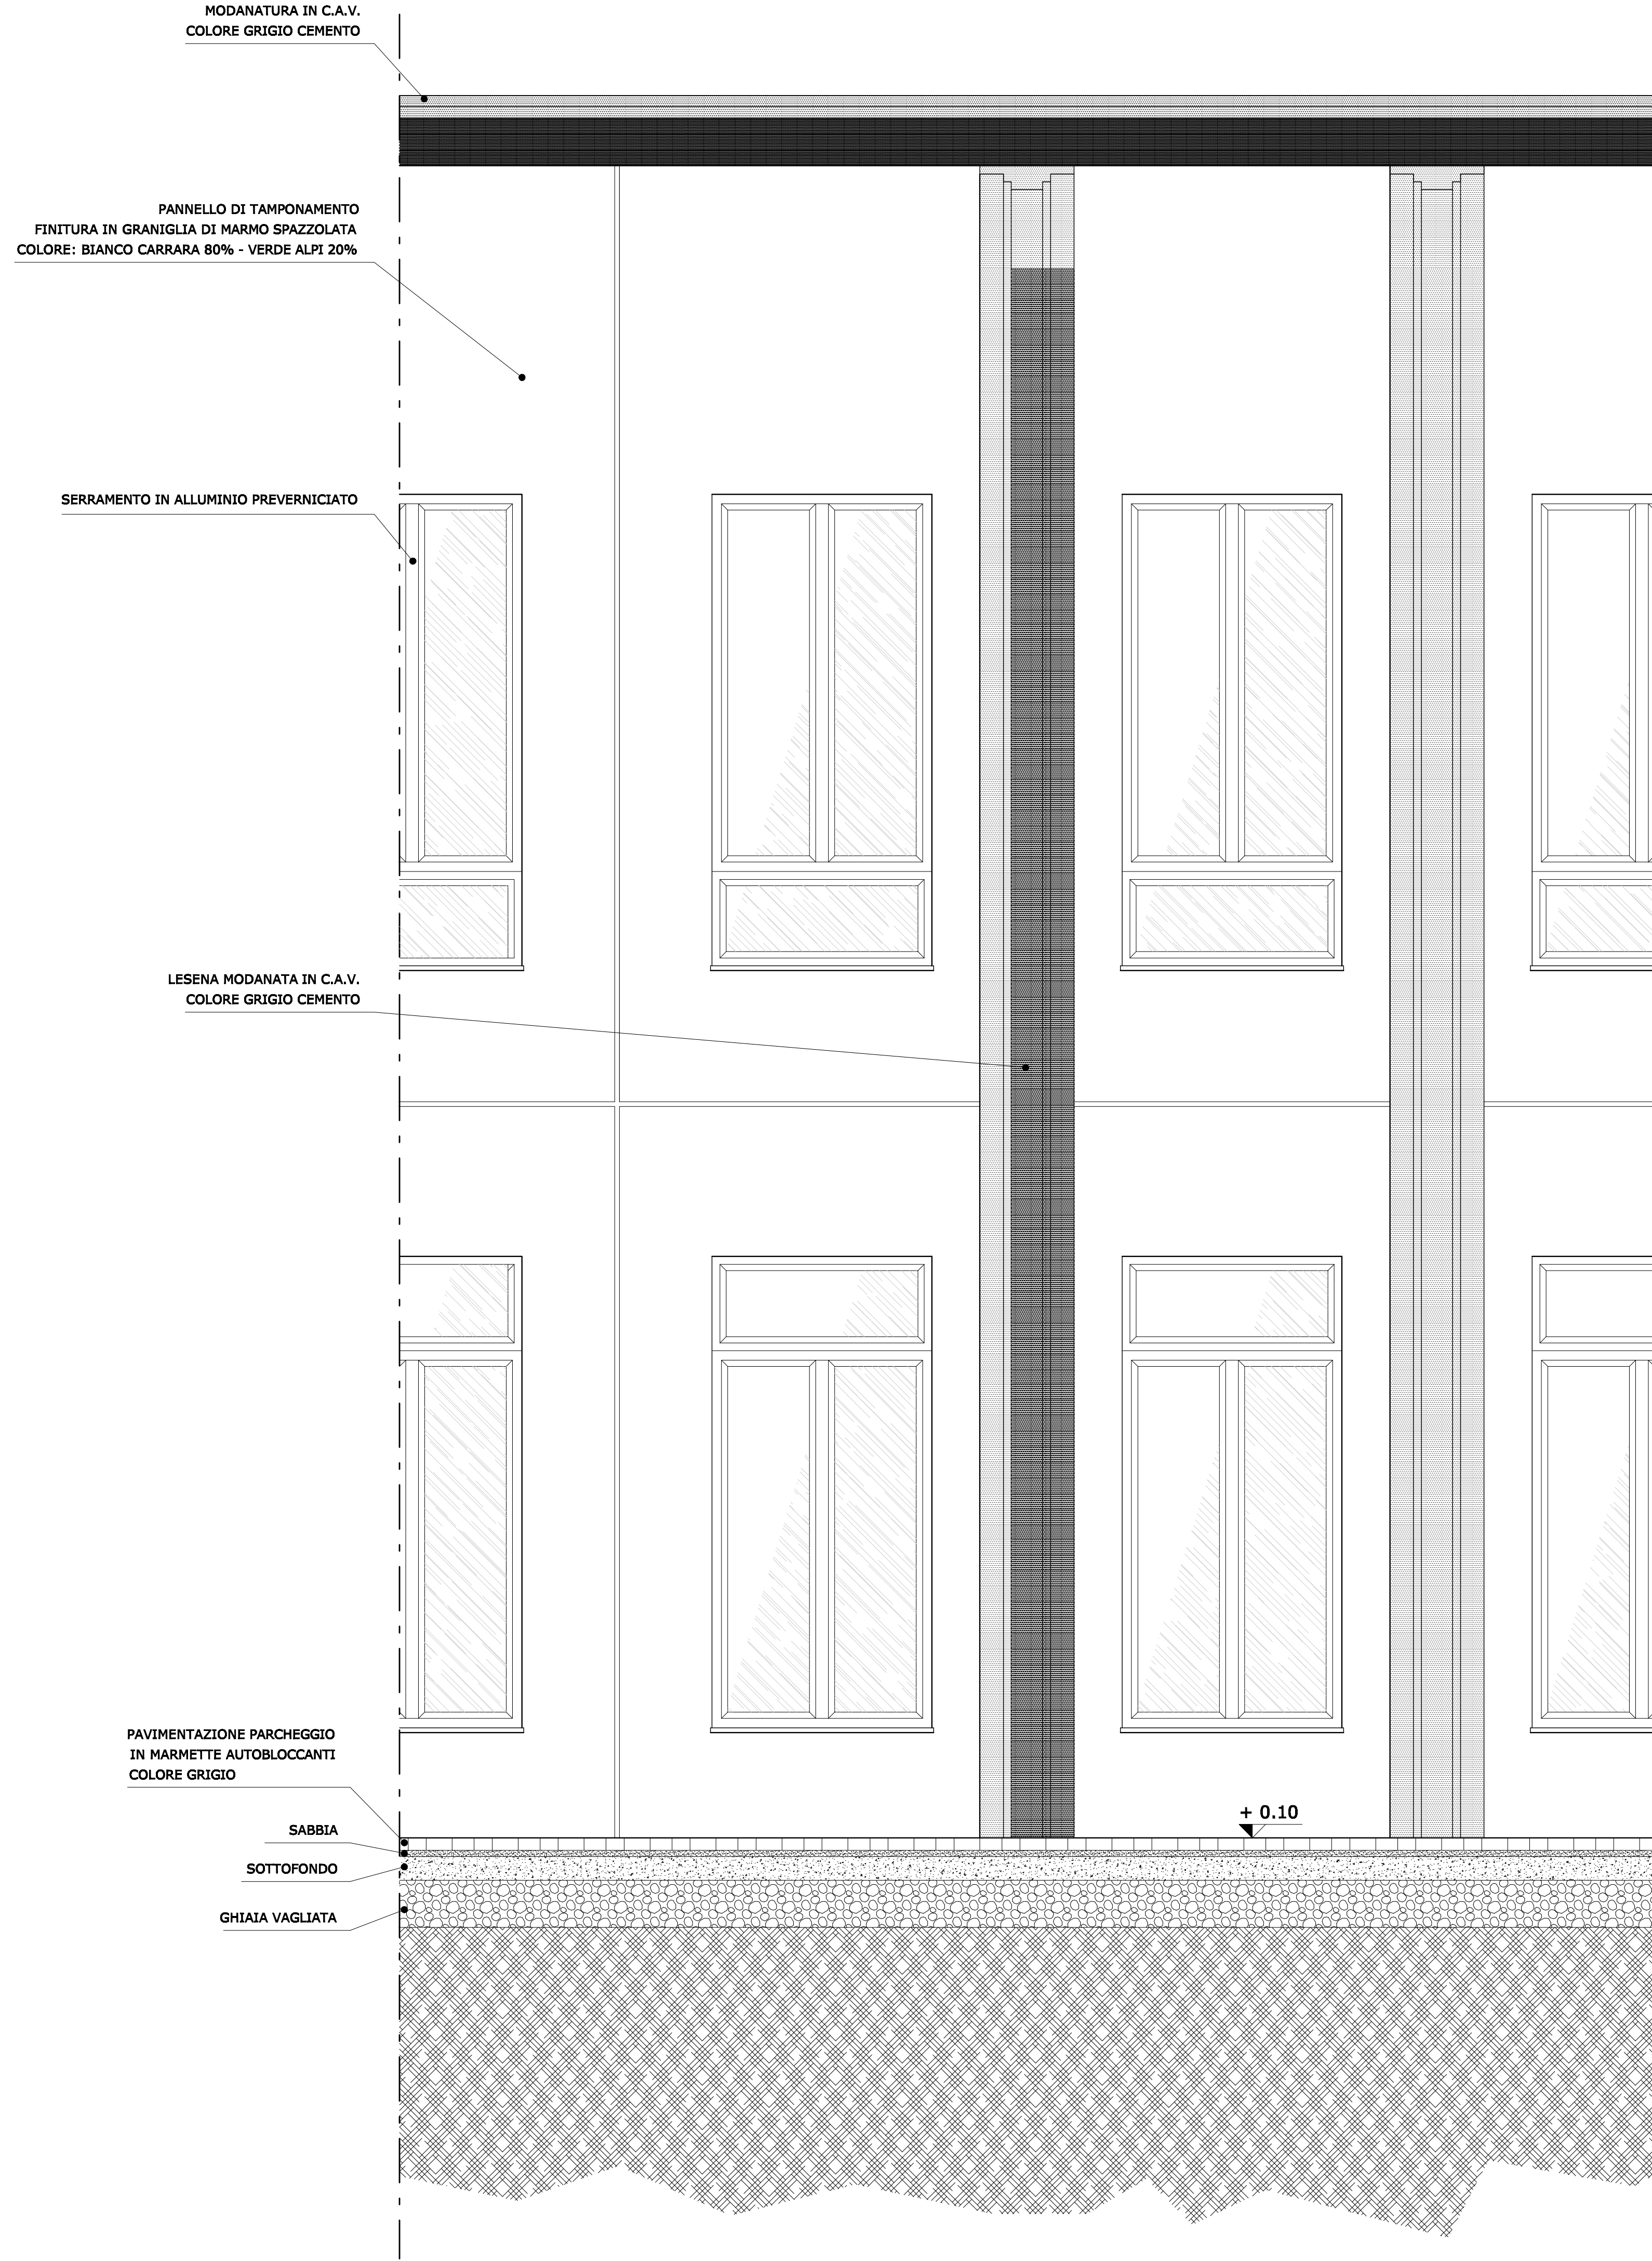 MODANATURA IN C.A.V.
COLORE GRIGIO CEMENTO
PANNELLO DI TAMPONAMENTO
FINITURA IN GRANIGLIA DI MARMO SPAZZOLATA
COLORE: BIANCO CARRARA 80% - VERDE ALPI 20%
SERRAMENTO IN ALLUMINIO PREVERNICIATO
LESENA MODANATA IN C.A.V.
COLORE GRIGIO CEMENTO
PAVIMENTAZIONE PARCHEGGIO
IN MARMETTE AUTOBLOCCANTI
COLORE GRIGIO
+ 0.10
SABBIA
SOTTOFONDO
GHIAIA VAGLIATA